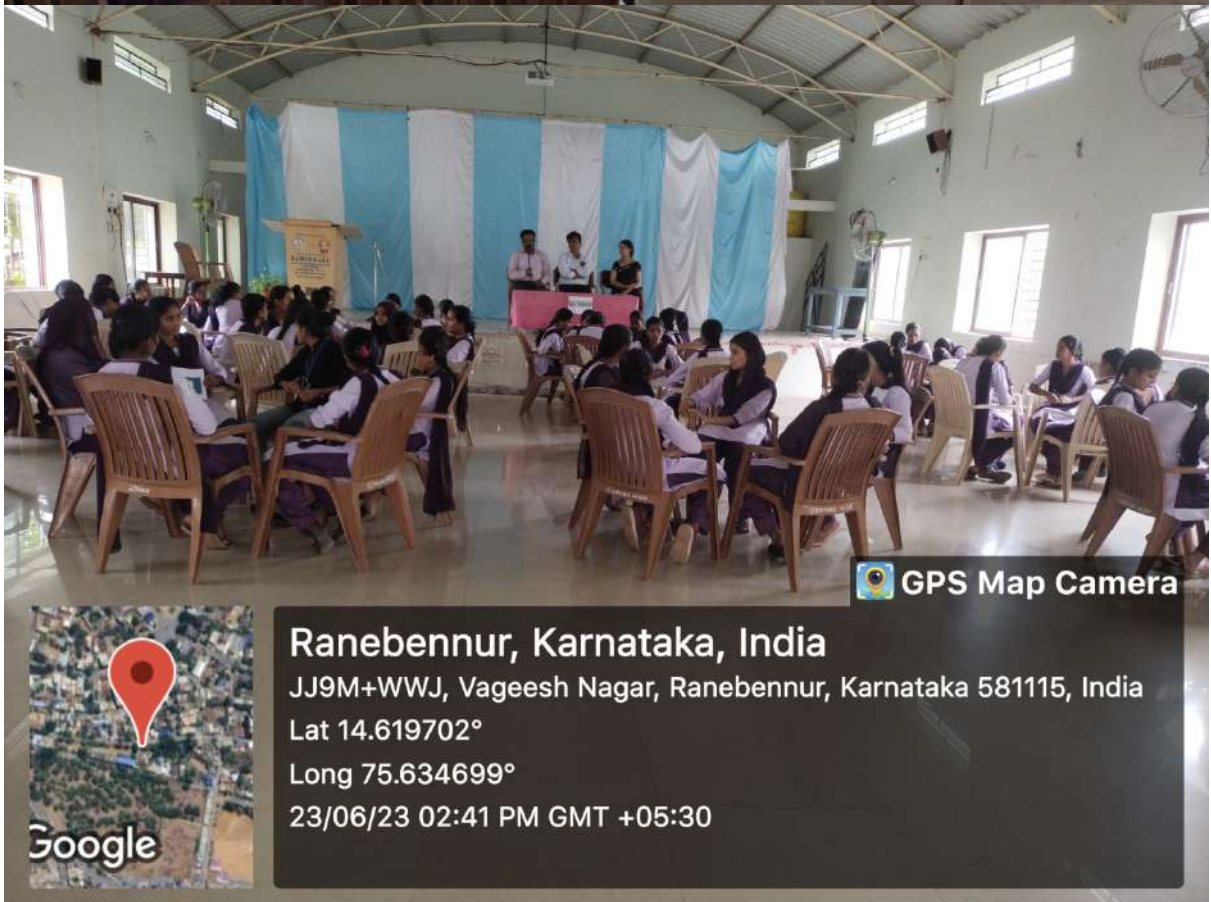 GPS Map Camera
Ranebennur, Karnataka, India
JJ9M+WWJ, Vageesh Nagar, Ranebennur, Karnataka 581115, India
Lat 14.619702°
Long 75.634699°
23/06/23 02:41 PM GMT +05:30
Google